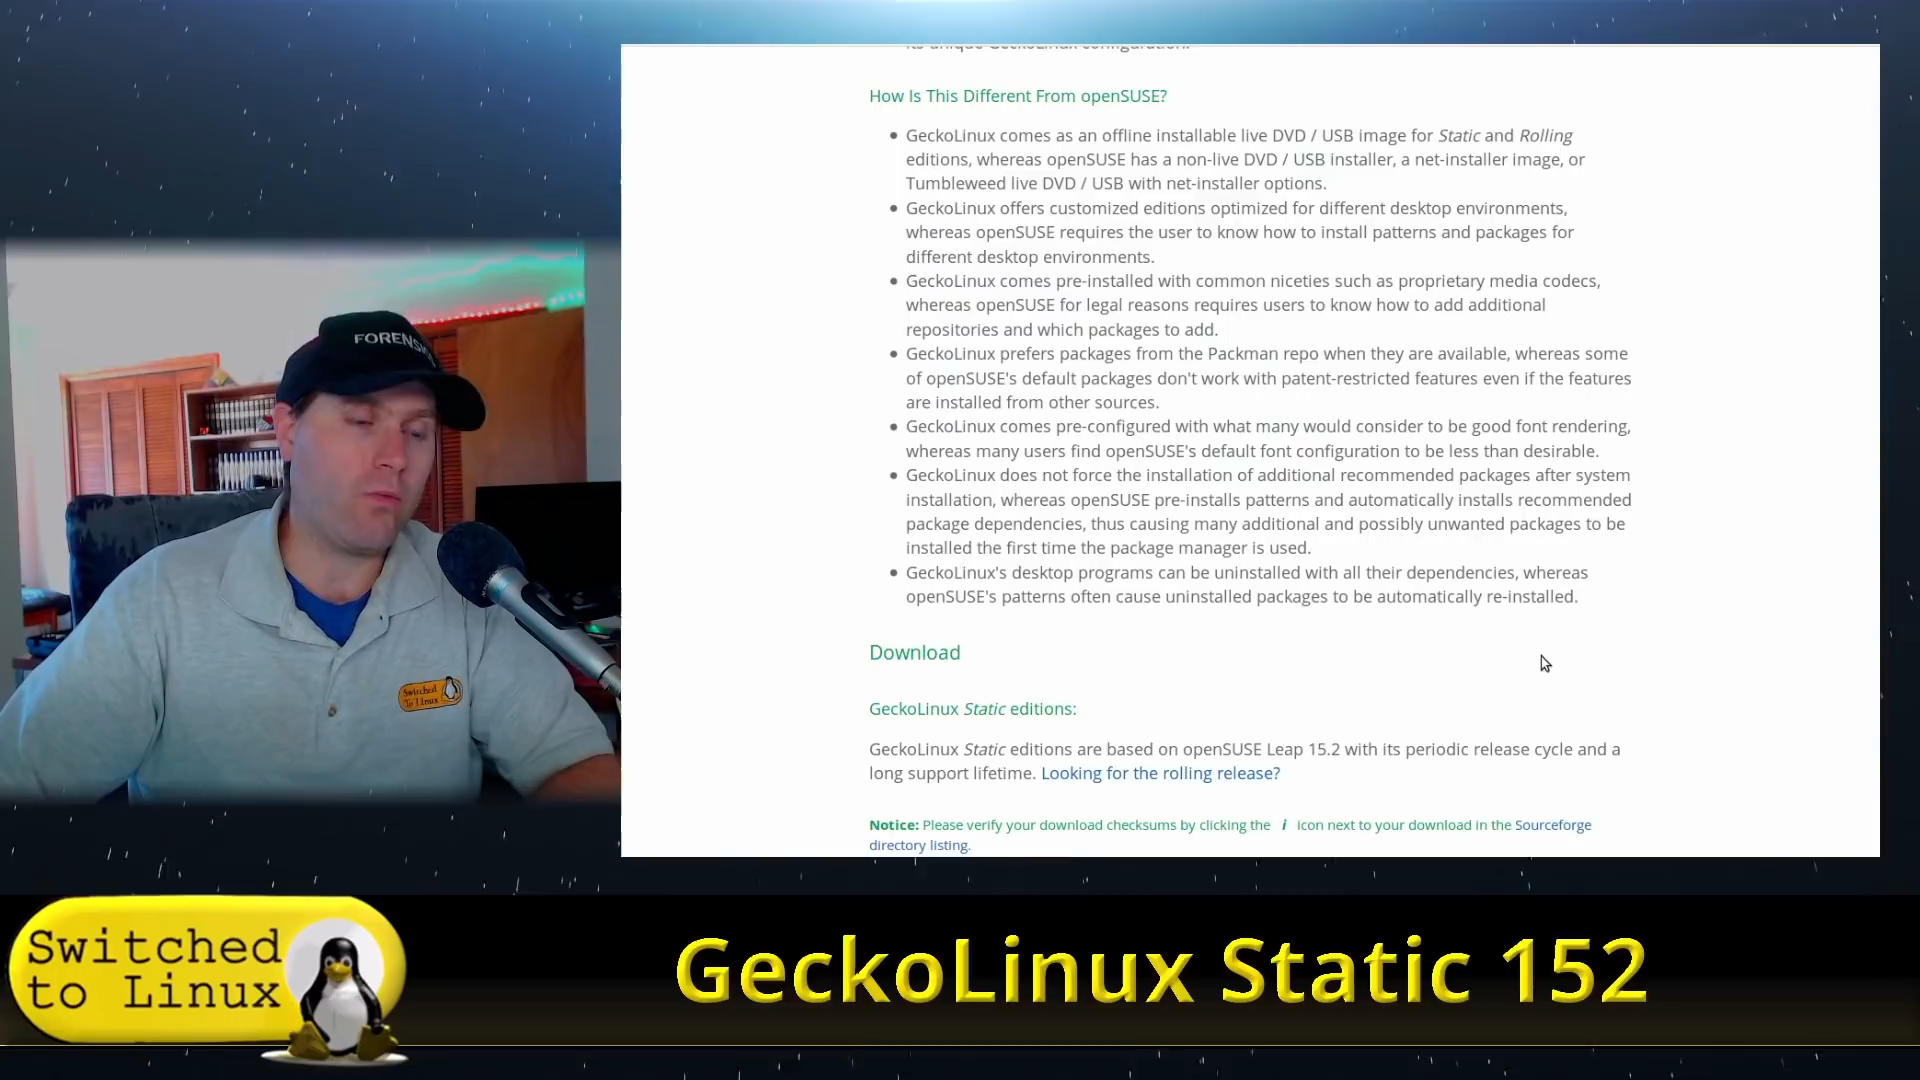 its unique GeckoLinux configuration.
How Is This Different From openSUSE?
GeckoLinux comes as an offline installable live DVD / USB image for Static and Rolling
editions, whereas openSUSE has a non-live DVD / USB installer, a net-installer image, or
Tumbleweed live DVD / USB with net-installer options.
GeckoLinux offers customized editions optimized for different desktop environments,
whereas openSUSE requires the user to know how to install patterns and packages for
different desktop environments.
GeckoLinux comes pre-installed with common niceties such as proprietary media codecs,
whereas openSUSE for legal reasons requires users to know how to add additional
repositories and which packages to add.
GeckoLinux prefers packages from the Packman repo when they are available, whereas some
of openSUSE's default packages don't work with patent-restricted features even if the features
are installed from other sources.
GeckoLinux comes pre-configured with what many would consider to be good font rendering,
whereas many users find openSUSE's default font configuration to be less than desirable.
GeckoLinux does not force the installation of additional recommended packages after system
installation, whereas openSUSE pre-installs patterns and automatically installs recommended
package dependencies, thus causing many additional and possibly unwanted packages to be
installed the first time the package manager is used.
GeckoLinux's desktop programs can be uninstalled with all their dependencies, whereas
openSUSE's patterns often cause uninstalled packages to be automatically re-installed.
Download
GeckoLinux Static editions:
GeckoLinux Static editions are based on openSUSE Leap 15.2 with its periodic release cycle and a
long support lifetime. Looking for the rolling release?
Notice: Please verify your download checksums by clicking the i icon next to your download in the Sourceforge
directory listing.
FORENS
Switched
To Linux
Switched
to Linux
GeckoLinux Static 152